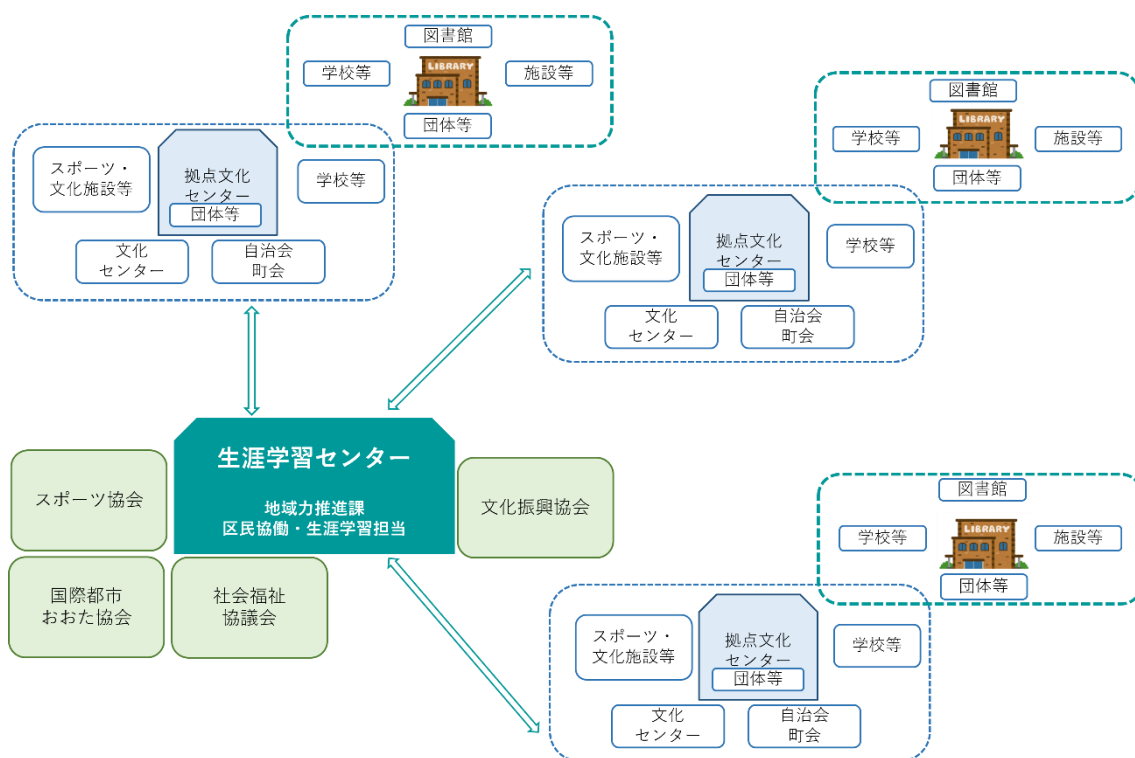 図書館
学校等
LIBRARY
施設等
団体等
スポーツ・
文化施設等
拠点文化
センター
団体等
学校等
文化
センター
自治会
町会
図書館
学校等
LIBRARY
施設等
団体等
スポーツ・
文化施設等
拠点文化
センター
団体等
学校等
文化
センター
自治会
町会
生涯学習センター
地域力推進課
区民協働・生涯学習担当
スポーツ協会
文化振興協会
国際都市
おおた協会
社会福祉
協議会
図書館
学校等
LIBRARY
施設等
団体等
スポーツ・
文化施設等
拠点文化
センター
団体等
学校等
文化
センター
自治会
町会